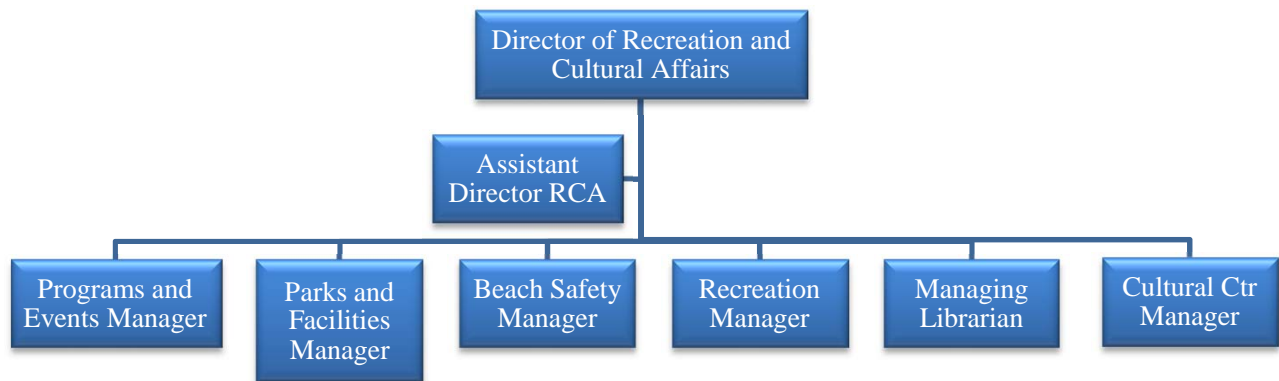 Director of Recreation and
Cultural Affairs
Assistant
Director RCA
Programs and
Events Manager
Parks and
Facilities
Manager
Beach Safety
Manager
Recreation
Manager
Managing
Librarian
Cultural Ctr
Manager